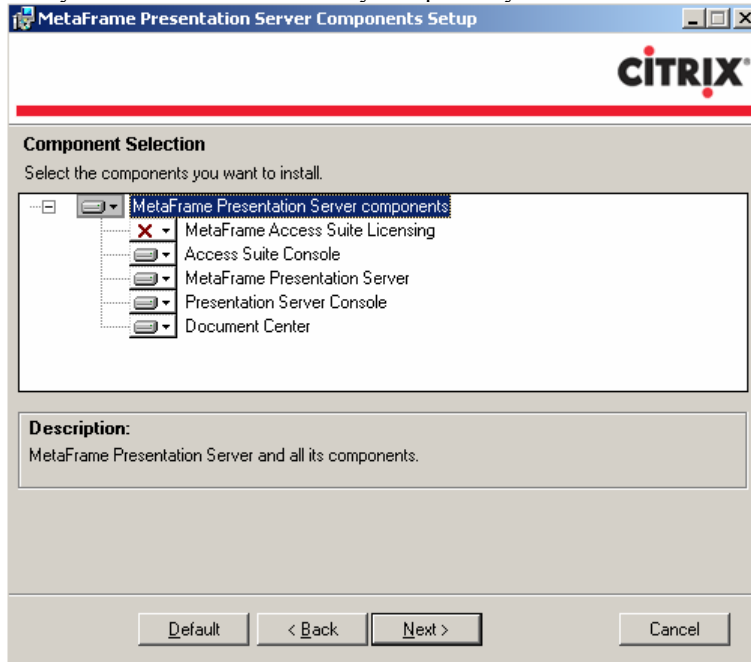 MetaFrame Presentation Server Components Setup
CITRIX
Component Selection
Select the components you want to install.
MetaFrame Presentation Server components
MetaFrame Access Suite Licensing
Access Suite Console
MetaFrame Presentation Server
Presentation Server Console
Document Center
Description:
MetaFrame Presentation Server and all its components.
Default
< Back
Next >
Cancel